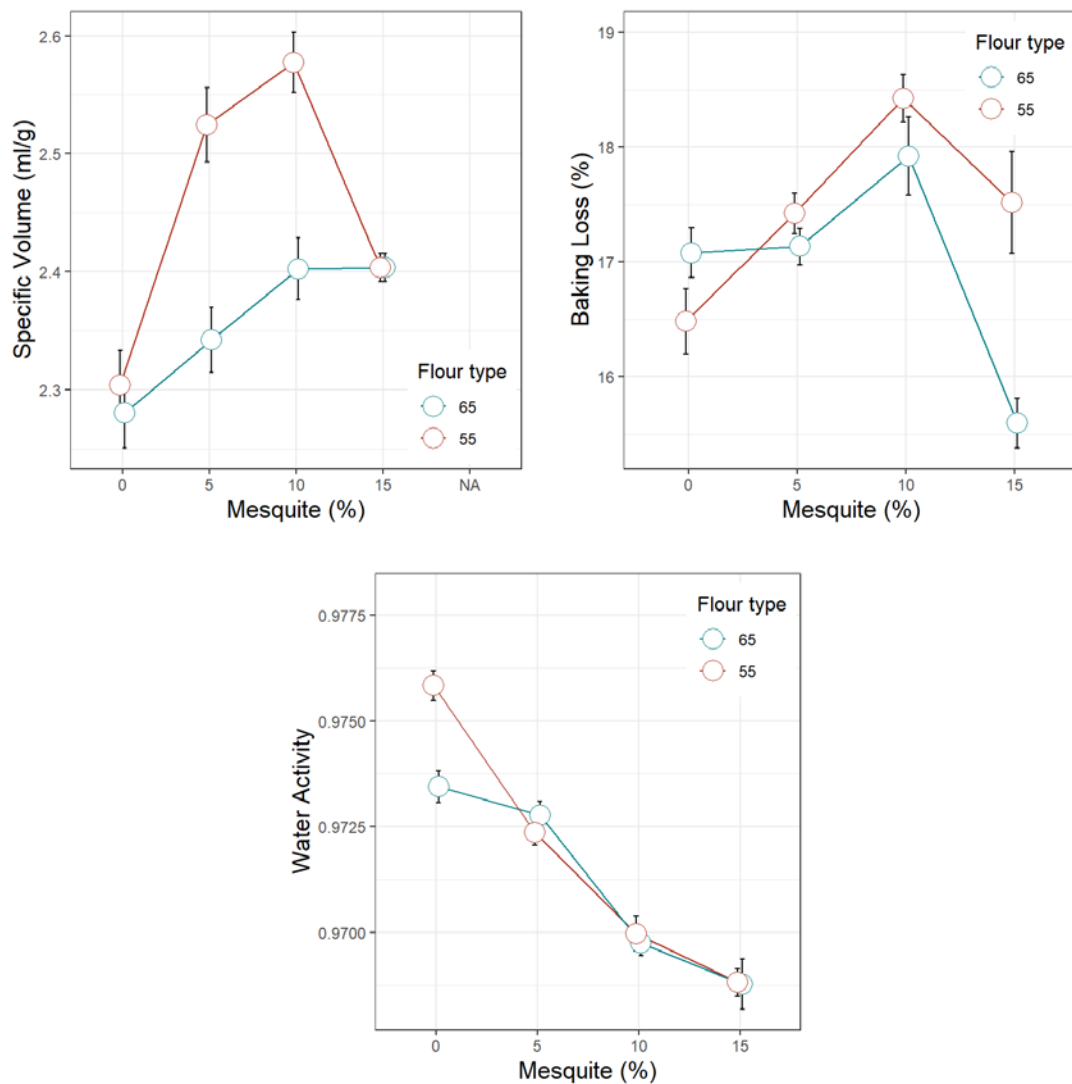 2.6
2.5
2.4
2.3
Specific Volume (ml/g)
0 5 10 15 NA
Mesquite (%)
Flour type
65
55
19
18
17
16
Baking Loss (%)
0 5 10 15
Mesquite (%)
Flour type
65
55
0.9775
0.9750
0.9725
0.9700
Water Activity
0 5 10 15
Mesquite (%)
Flour type
65
55